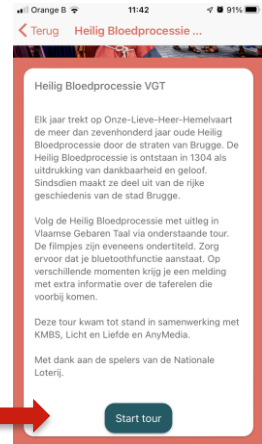 Orange B 11:42 91%
Terug Heilig Bloedprocessie ...
Heilig Bloedprocessie VGT
Elk jaar trekt op Onze-Lieve-Heer-Hemelvaart
de meer dan zevenhonderd jaar oude Heilig
Bloedprocessie door de straten van Brugge. De
Heilig Bloedprocessie is ontstaan in 1304 als
uitdrukking van dankbaarheid en geloof.
Sindsdien maakt ze deel uit van de rijke
geschiedenis van de stad Brugge.
Volg de Heilig Bloedprocessie met uitleg in
Vlaamse Gebaren Taal via onderstaande tour.
De filmpjes zijn eveneens ondertiteld. Zorg
ervoor dat je bluetoothfunctie aanstaat. Op
verschillende momenten krijg je een melding
met extra informatie over de taferelen die
voorbij komen.
Deze tour kwam tot stand in samenwerking met
KMBS, Licht en Liefde en AnyMedia.
Met dank aan de spelers van de Nationale
Loterij.
Start tour